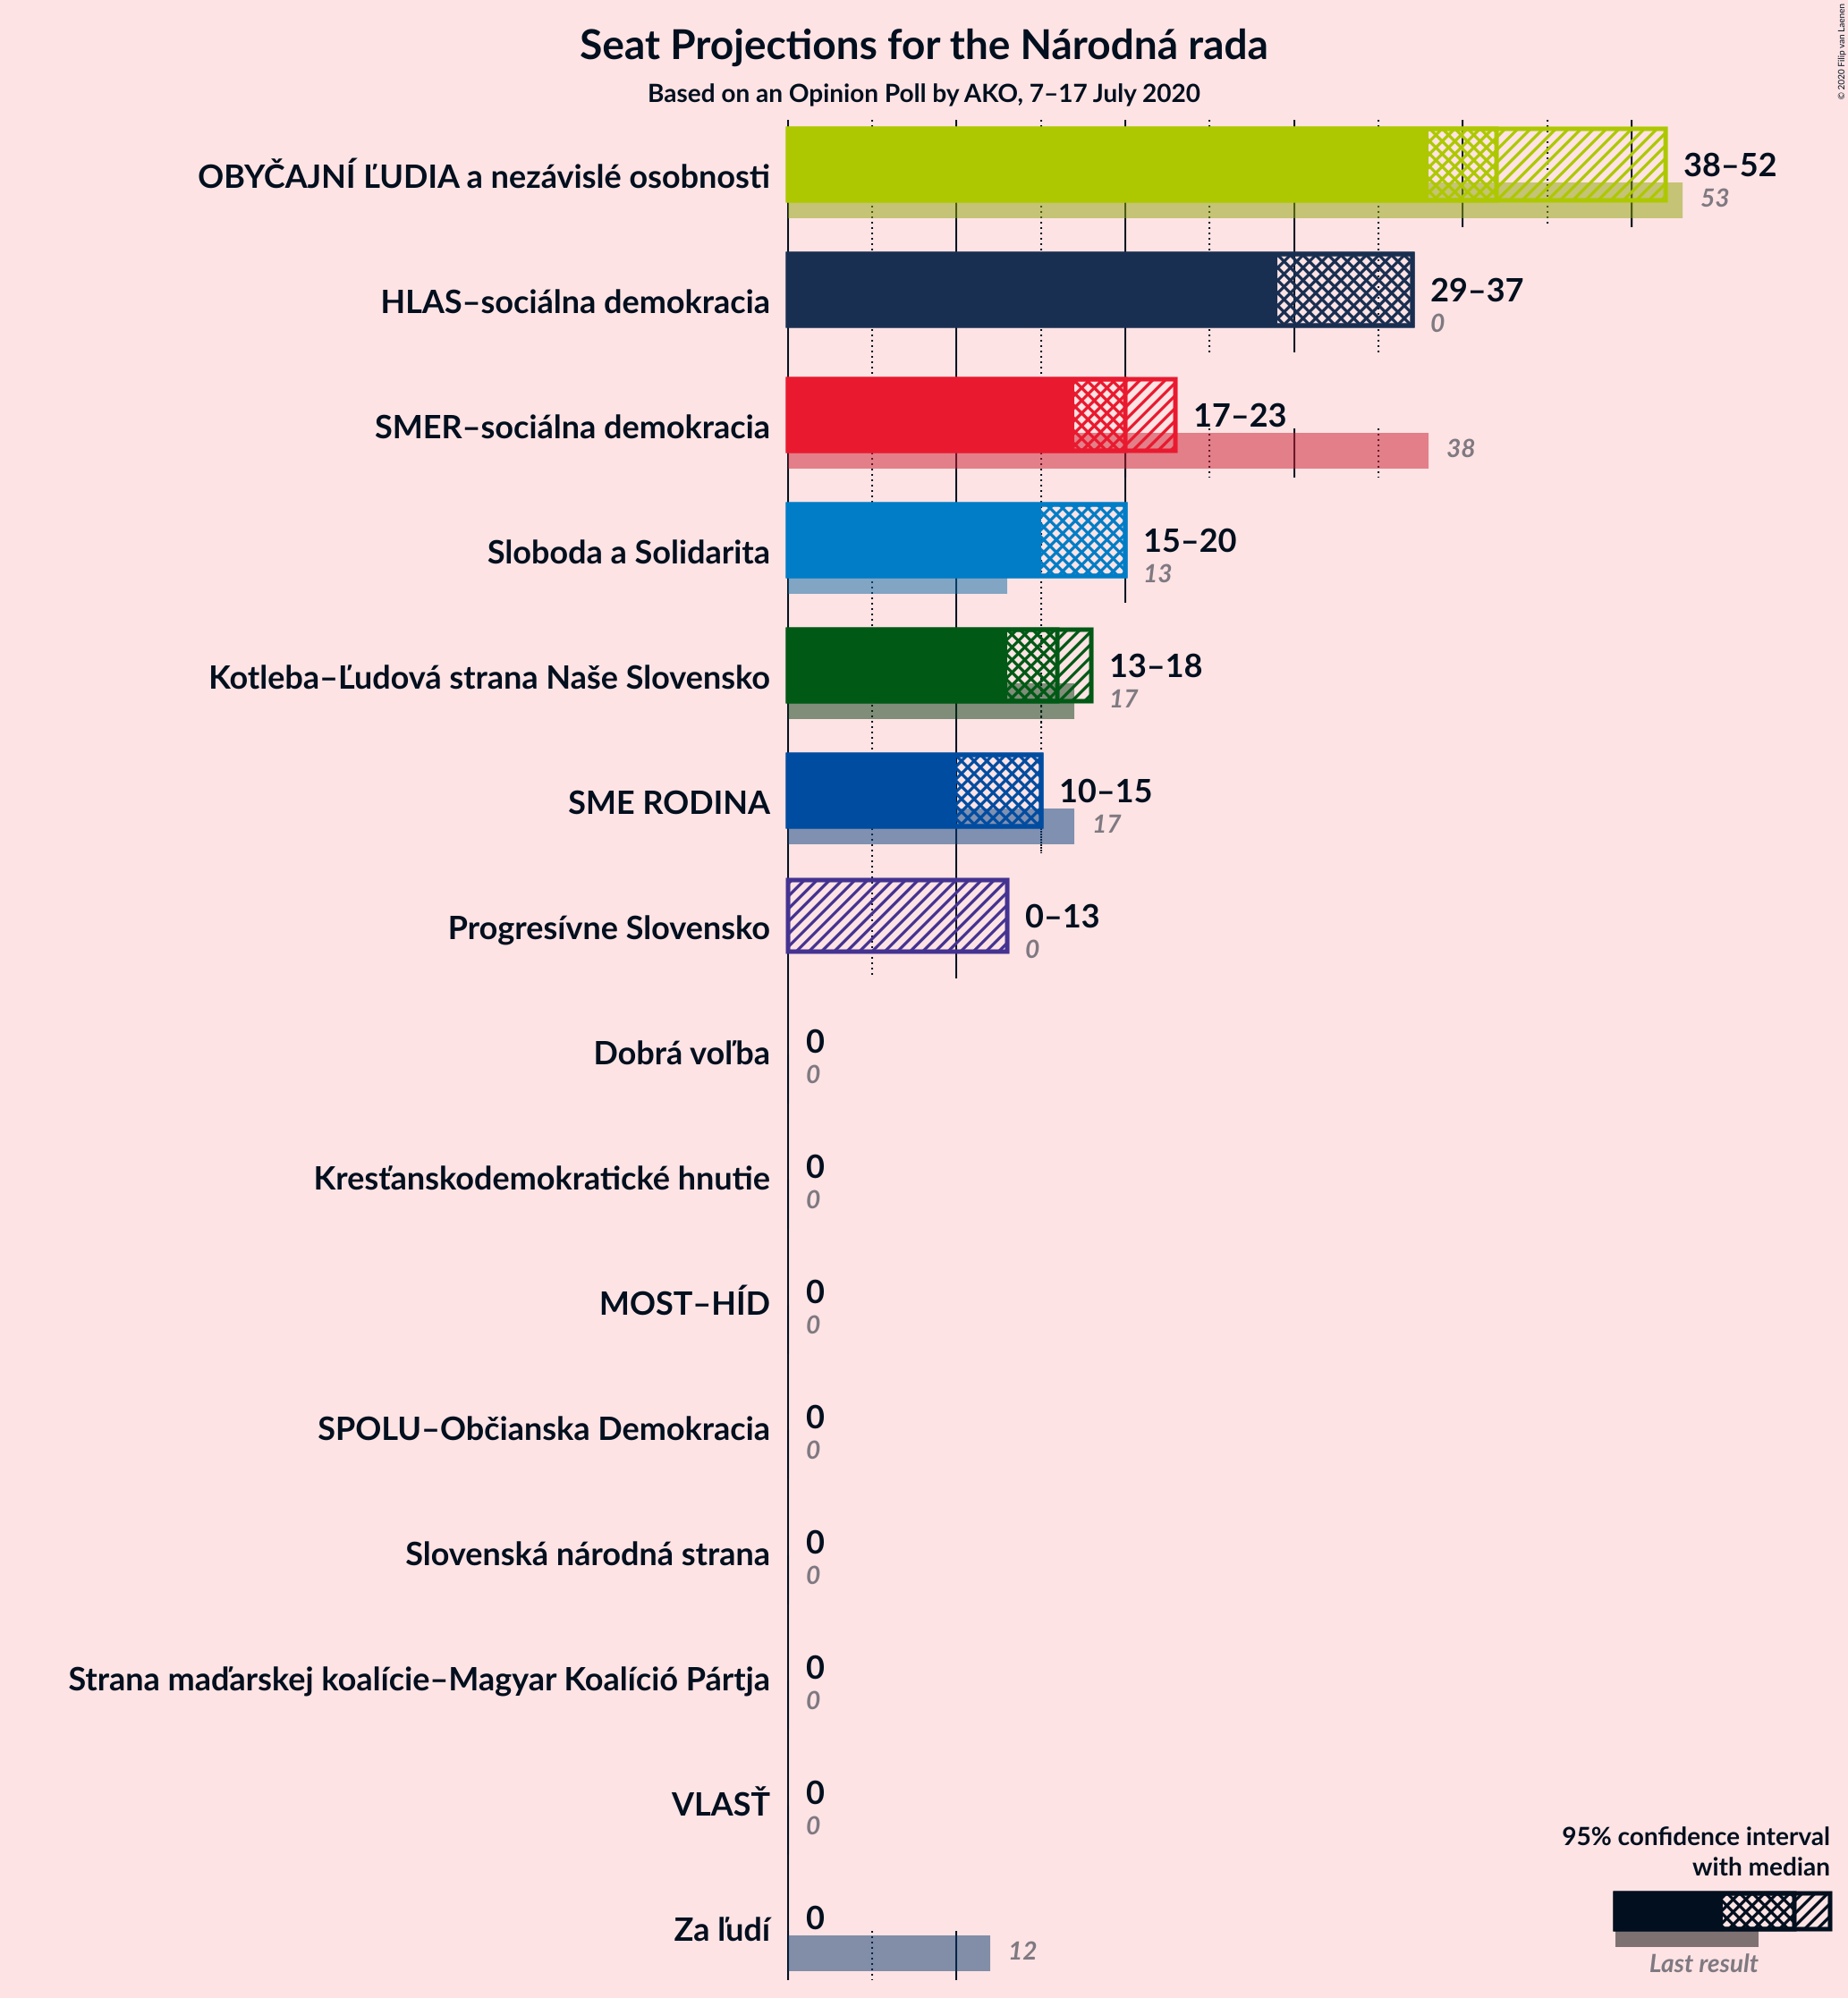 Seat Projections for the Národná rada
Based on an Opinion Poll by AKO, 7–17 July 2020
© 2020 Filip van Laenen
OBYČAJNÍ ĽUDIA a nezávislé osobnosti
38–52
53
HLAS–sociálna demokracia
29–37
0
SMER–sociálna demokracia
17–23
38
Sloboda a Solidarita
15–20
13
Kotleba–Ľudová strana Naše Slovensko
13–18
17
SME RODINA
10–15
17
Progresívne Slovensko
0–13
0
Dobrá voľba
0
0
Kresťanskodemokratické hnutie
0
0
MOST–HÍD
0
0
SPOLU–Občianska Demokracia
0
0
Slovenská národná strana
0
0
Strana maďarskej koalície–Magyar Koalíció Pártja
0
0
VLASŤ
0
0
Za ľudí
0
12
95% confidence interval
with median
Last result